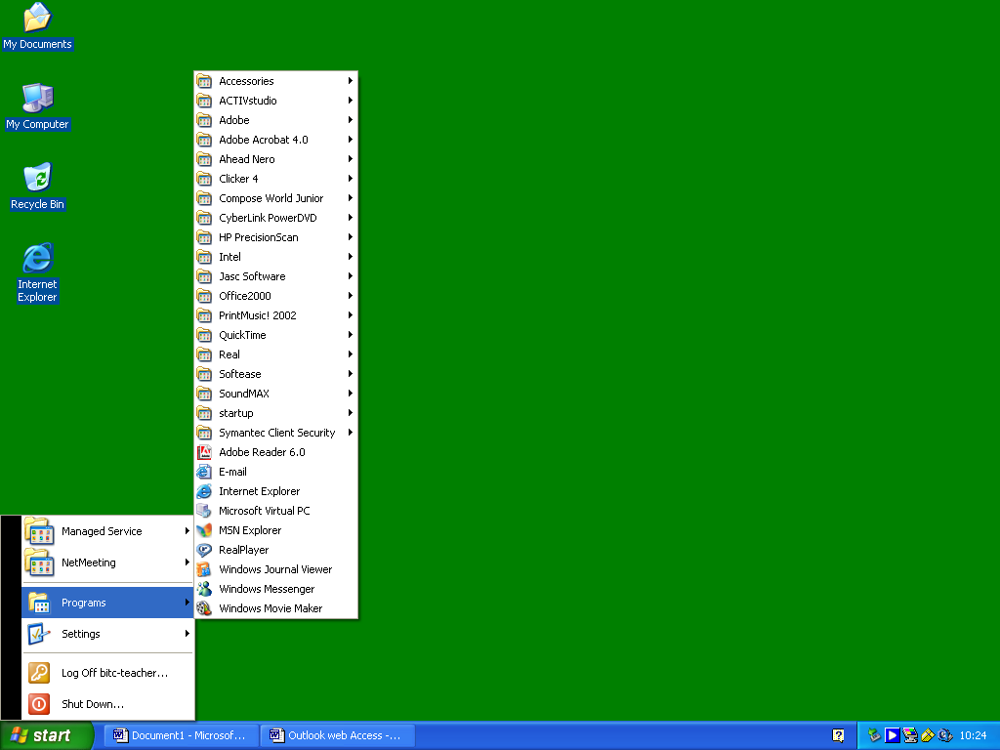 My Documents
My Computer
Recycle Bin
Internet
Explorer
Accessories
ACTIVstudio
Adobe
Adobe Acrobat 4.0
Ahead Nero
Clicker 4
Compose World Junior
CyberLink PowerDVD
HP PrecisionScan
Intel
Jasc Software
Office2000
PrintMusic! 2002
QuickTime
Real
Softease
SoundMAX
startup
Symantec Client Security
Adobe Reader 6.0
E-mail
Internet Explorer
Microsoft Virtual PC
MSN Explorer
RealPlayer
Windows Journal Viewer
Windows Messenger
Windows Movie Maker
Managed Service
NetMeeting
Programs
Settings
Log Off bitc-teacher...
Shut Down...
start
Document1 - Microsof...
Outlook web Access -...
10:24